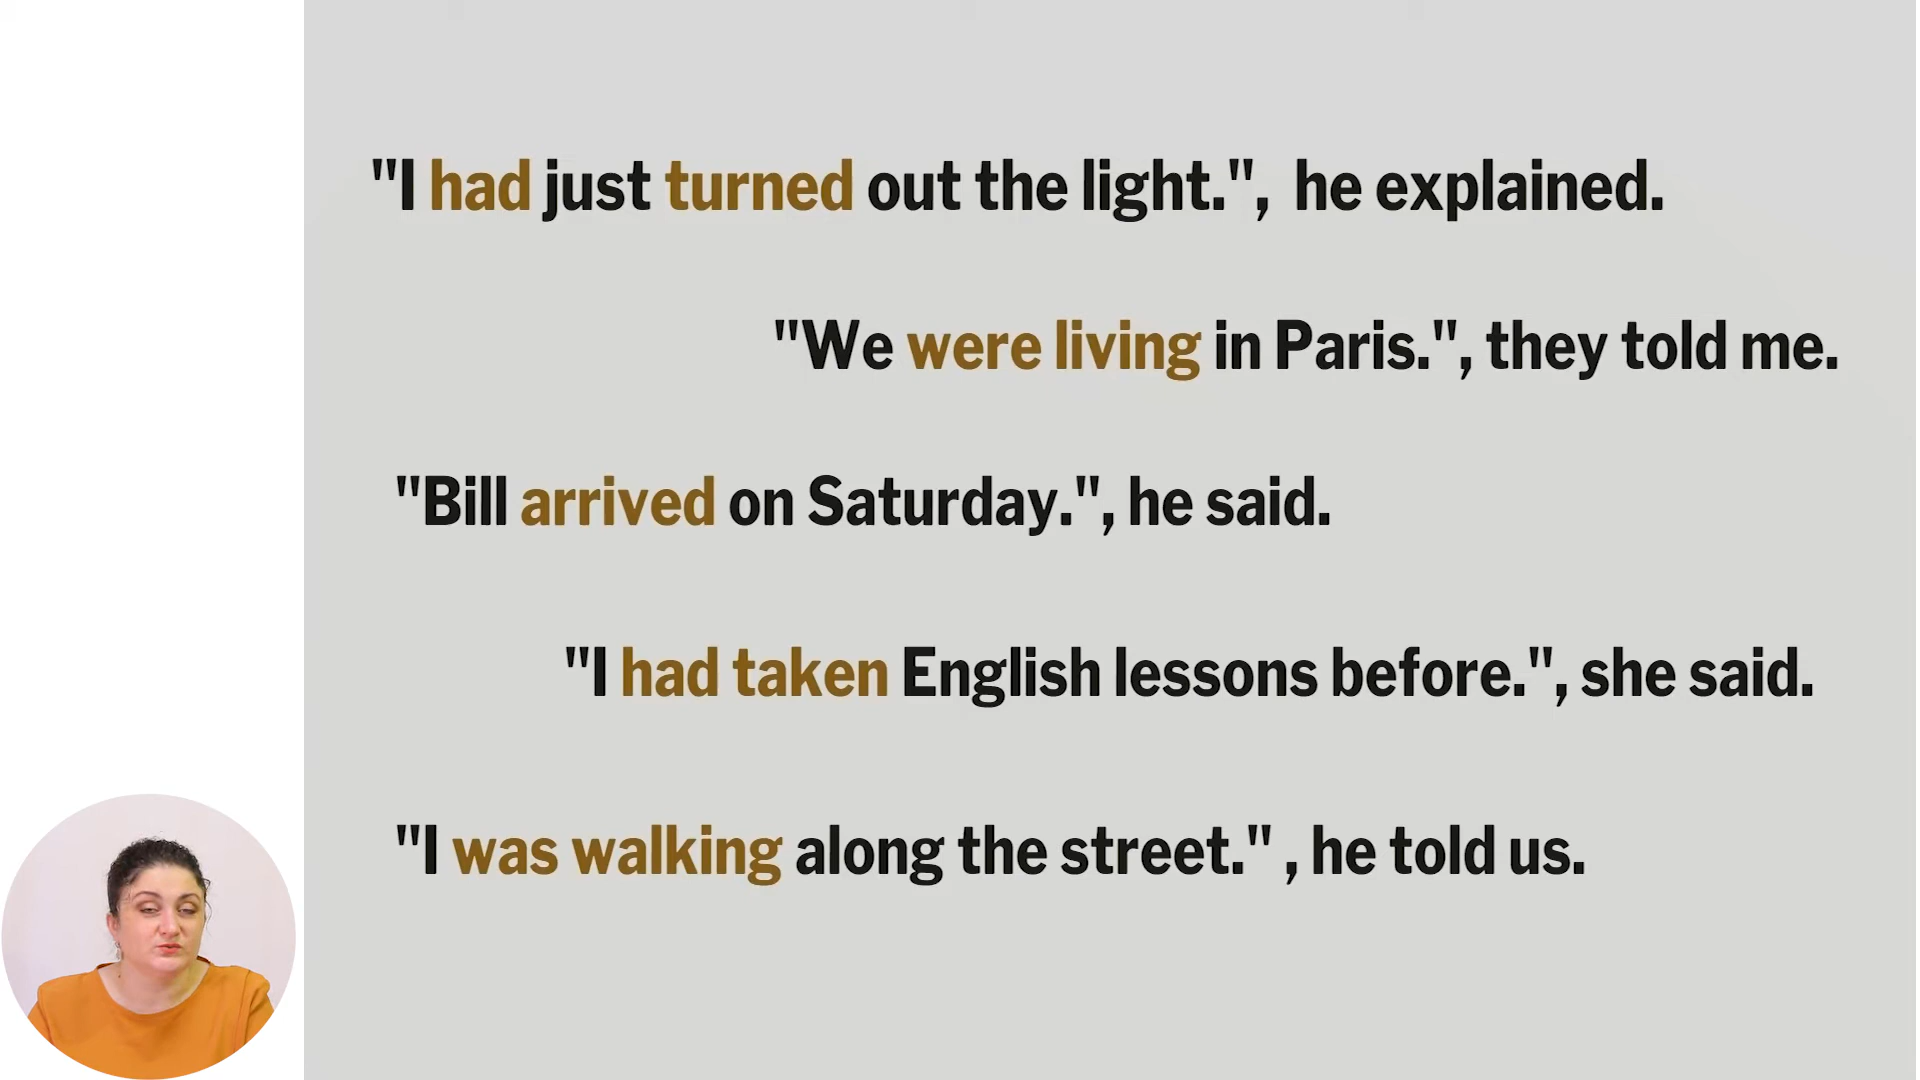 "I had just turned out the light.", he explained.
"We were living in Paris.", they told me.
"Bill arrived on Saturday.", he said.
"I had taken English lessons before.", she said.
"I was walking along the street." , he told us.